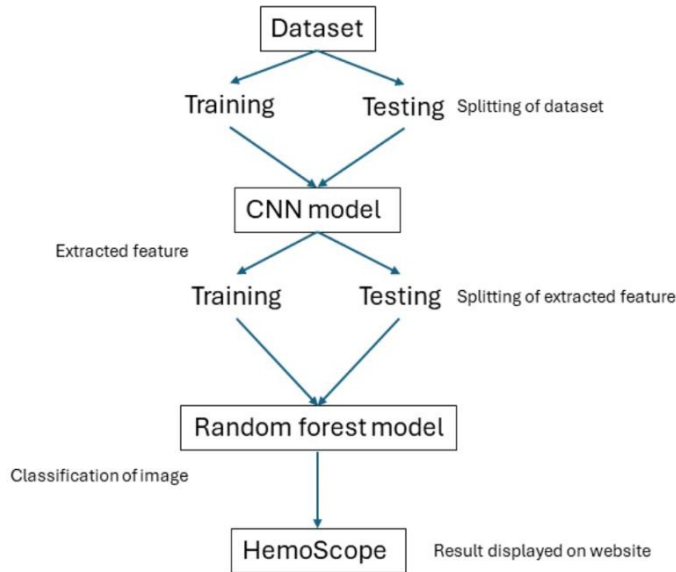 Dataset
Training
Testing
Splitting of dataset
CNN model
Extracted feature
Training
Testing
Splitting of extracted feature
Random forest model
Classification of image
HemoScope
Result displayed on website